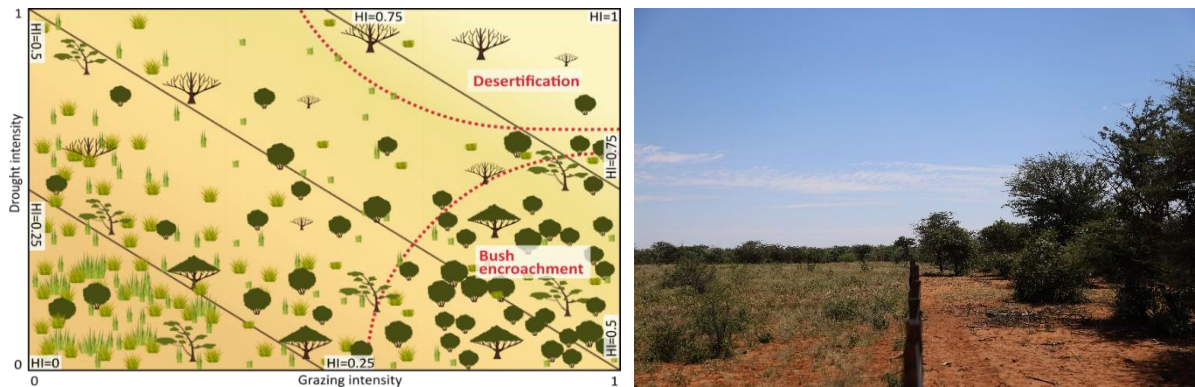 1
HI=0.75
HI=1
HI=0.5
Desertification
Drought intensity
HI=0.75
HI=0.25
Bush
encroachment
HI=0.5
HI=0
HI=0.25
0
0
Grazing intensity
1